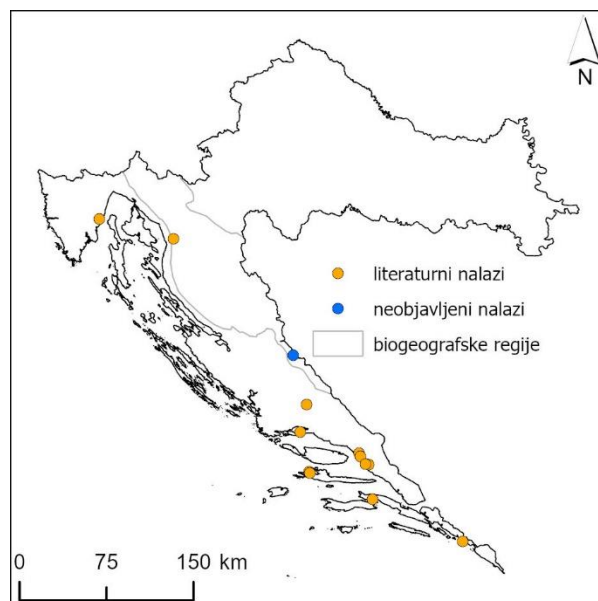 N
literaturni nalazi
neobjavljeni nalazi
biogeografske regije
0 75 150 km